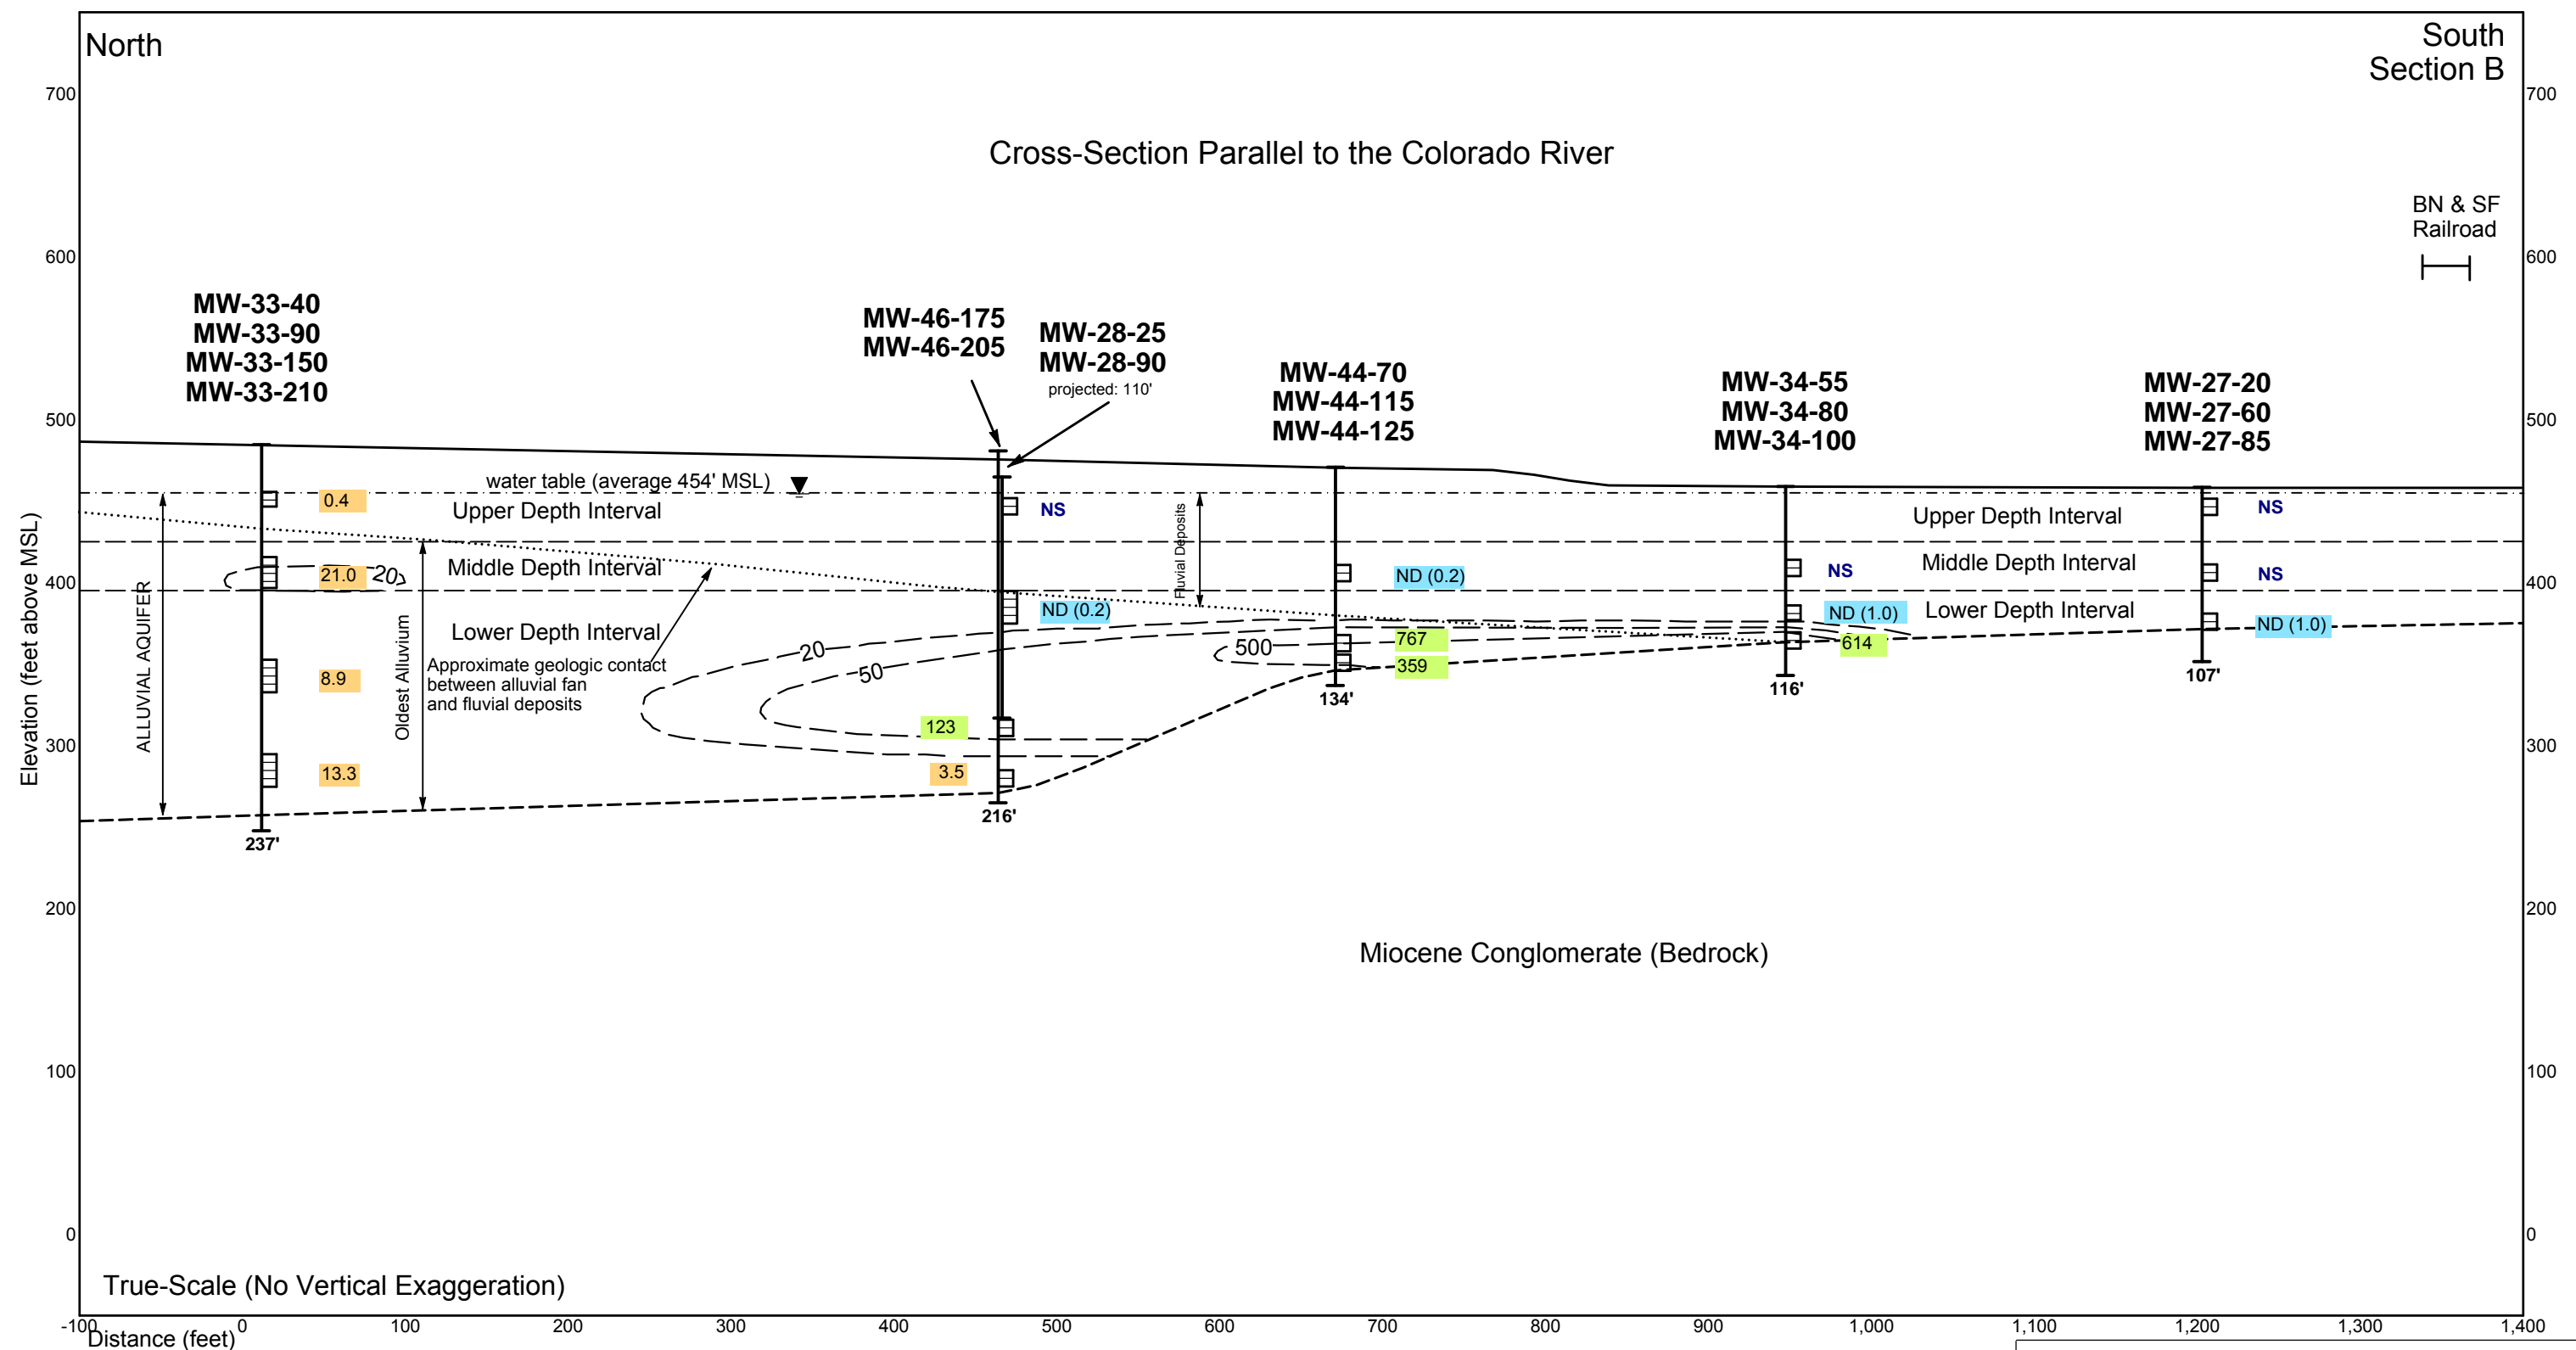 North
South
Section B
Cross-Section Parallel to the Colorado River
BN & SF
Railroad
700
700
600
600
500
500
400
400
300
300
200
200
100
100
0
0
Elevation (feet above MSL)
MW-33-40
MW-33-90
MW-33-150
MW-33-210
MW-46-175
MW-46-205
MW-28-25
MW-28-90
projected: 110'
MW-44-70
MW-44-115
MW-44-125
MW-34-55
MW-34-80
MW-34-100
MW-27-20
MW-27-60
MW-27-85
water table (average 454' MSL)
Upper Depth Interval
Middle Depth Interval
Lower Depth Interval
Upper Depth Interval
Middle Depth Interval
Lower Depth Interval
Approximate geologic contact
between alluvial fan
and fluvial deposits
ALLUVIAL AQUIFER
Oldest Alluvium
Fluvial Deposits
0.4
21.0
20
8.9
13.3
237'
NS
ND (0.2)
20
50
123
3.5
216'
ND (0.2)
500
767
359
134'
NS
ND (1.0)
614
116'
NS
NS
ND (1.0)
107'
Miocene Conglomerate (Bedrock)
True-Scale (No Vertical Exaggeration)
-100 0 100 200 300 400 500 600 700 800 900 1,000 1,100 1,200 1,300 1,400
Distance (feet)